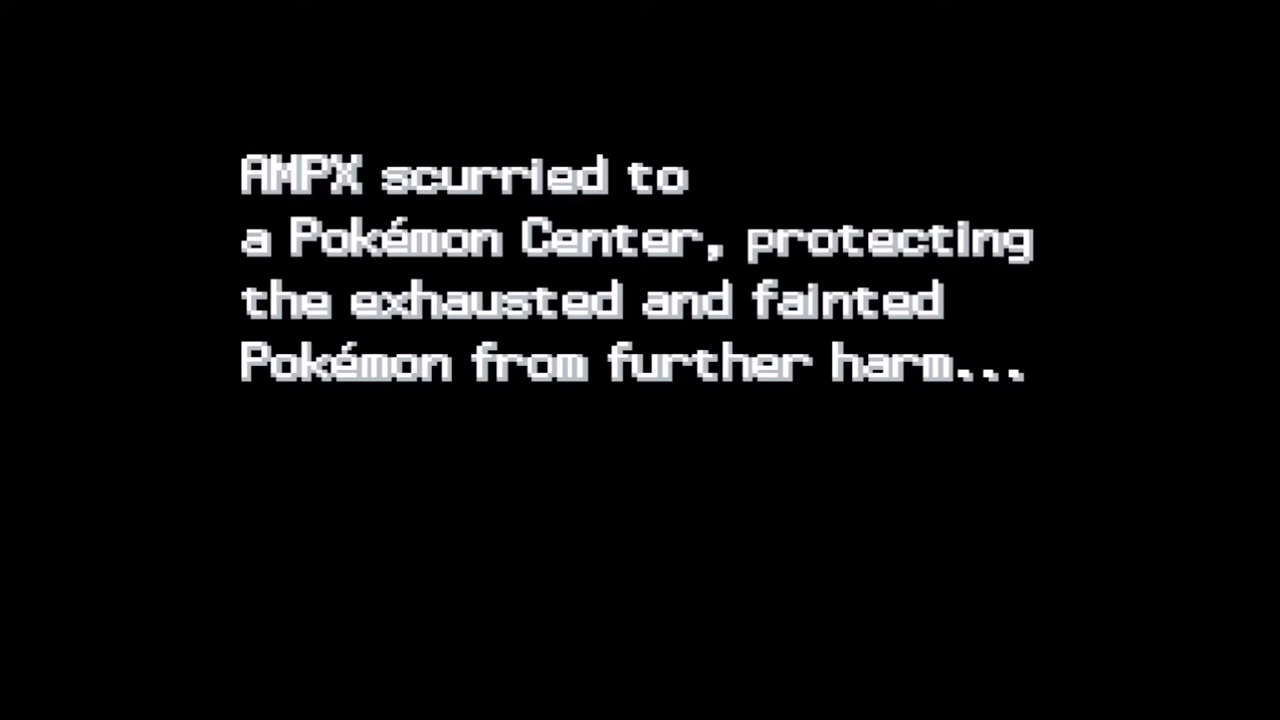 AMPX scurried to
a Pokémon Center, protecting
the exhausted and fainted
Pokémon from further harm...